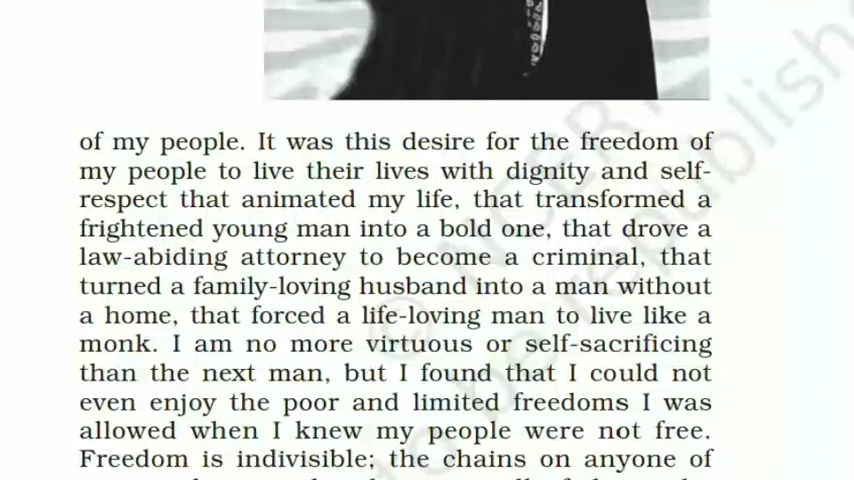 of my people. It was this desire for the freedom of
my people to live their lives with dignity and self-
respect that animated my life, that transformed a
frightened young man into a bold one, that drove a
law-abiding attorney to become a criminal, that
turned a family-loving husband into a man without
a home, that forced a life-loving man to live like a
monk. I am no more virtuous or self-sacrificing
than the next man, but I found that I could not
even enjoy the poor and limited freedoms I was
allowed when I knew my people were not free.
Freedom is indivisible; the chains on anyone of
© NCERT
to be republished